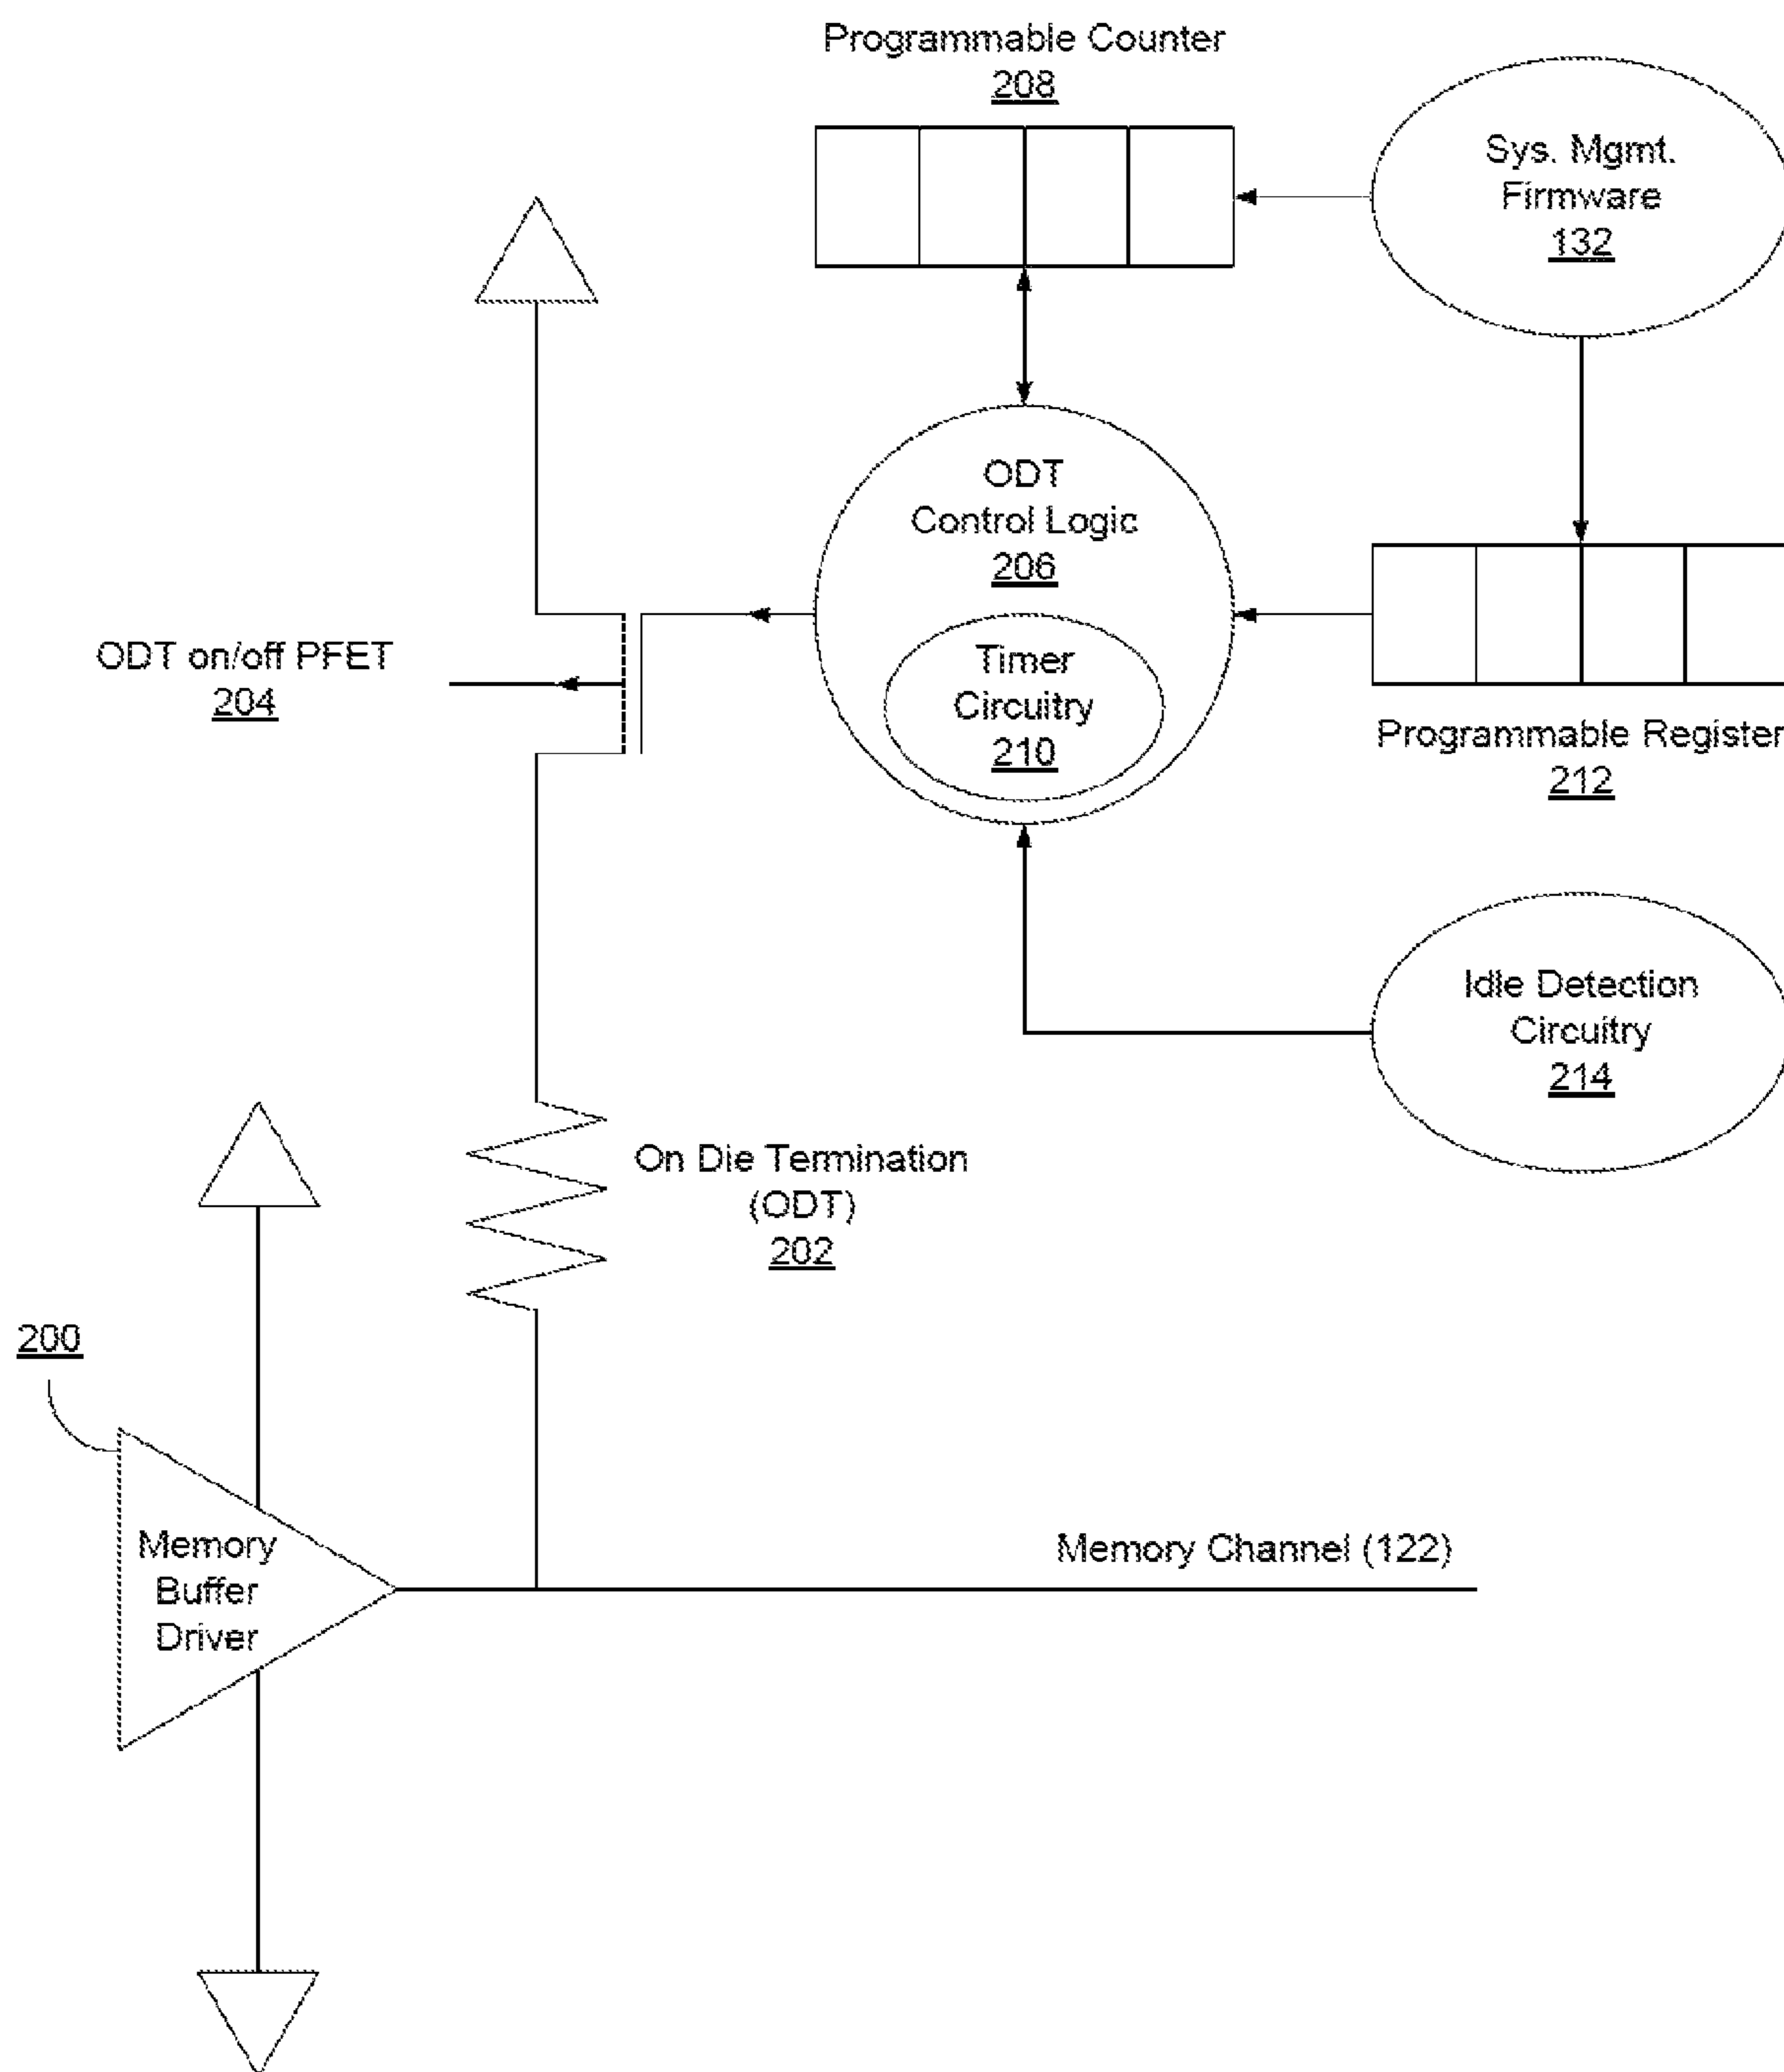 Programmable Counter
208
Sys. Mgmt.
Firmware
132
ODT
Control Logic
206
Timer
Circuitry
210
ODT on/off PFET
204
Programmable Register
212
Idle Detection
Circuitry
214
On Die Termination
(ODT)
202
200
Memory
Buffer
Driver
Memory Channel (122)